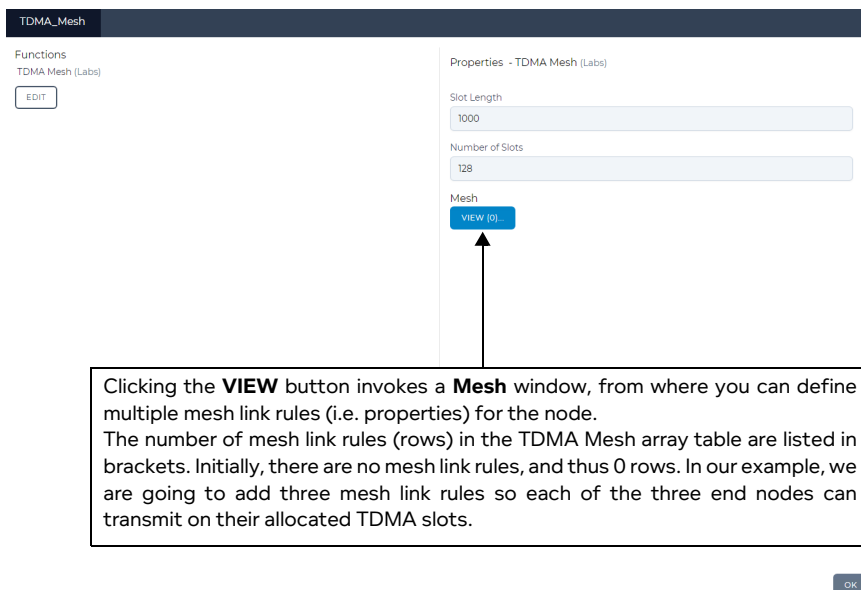 TDMA_Mesh
Functions
TDMA Mesh (Labs)
EDIT
Properties - TDMA Mesh (Labs)
Slot Length
1000
Number of Slots
128
Mesh
VIEW (0)...
Clicking the VIEW button invokes a Mesh window, from where you can define
multiple mesh link rules (i.e. properties) for the node.
The number of mesh link rules (rows) in the TDMA Mesh array table are listed in
brackets. Initially, there are no mesh link rules, and thus 0 rows. In our example, we
are going to add three mesh link rules so each of the three end nodes can
transmit on their allocated TDMA slots.
OK